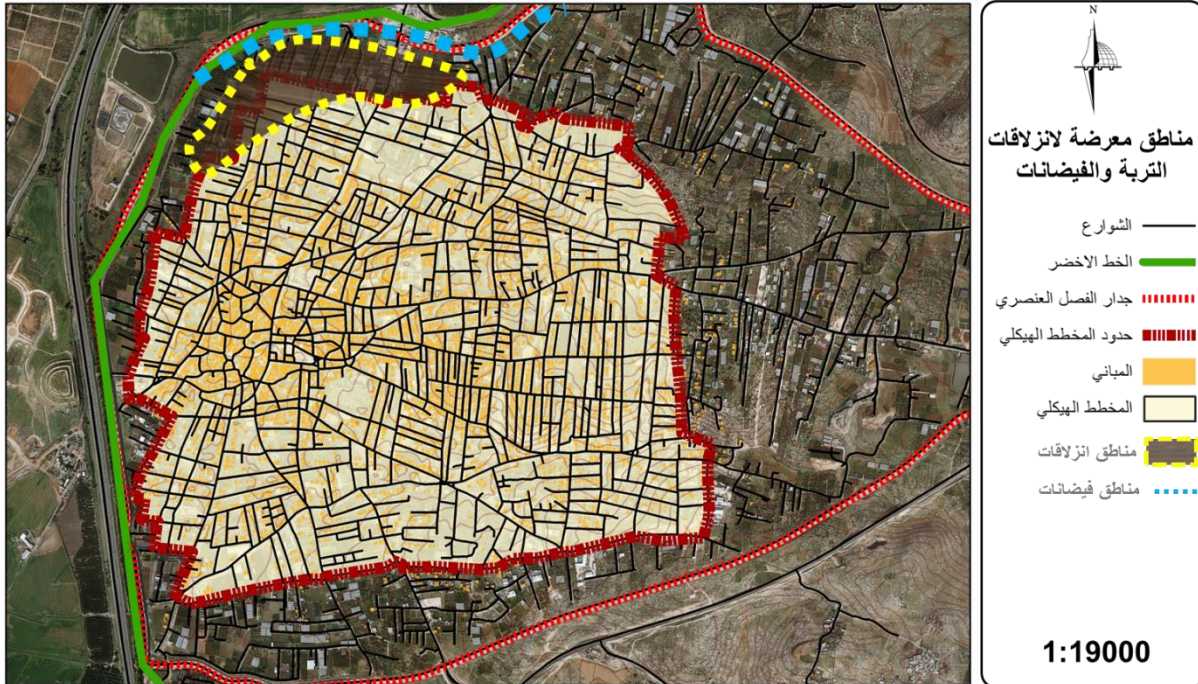 N
مناطق معرضة لانزلاقات
التربة والفيضانات
الشوارع
الخط الاخضر
جدار الفصل العنصري
حدود المخطط الهيكلي
المباني
المخطط الهيكلي
مناطق انزلاقات
مناطق فيضانات
1:19000